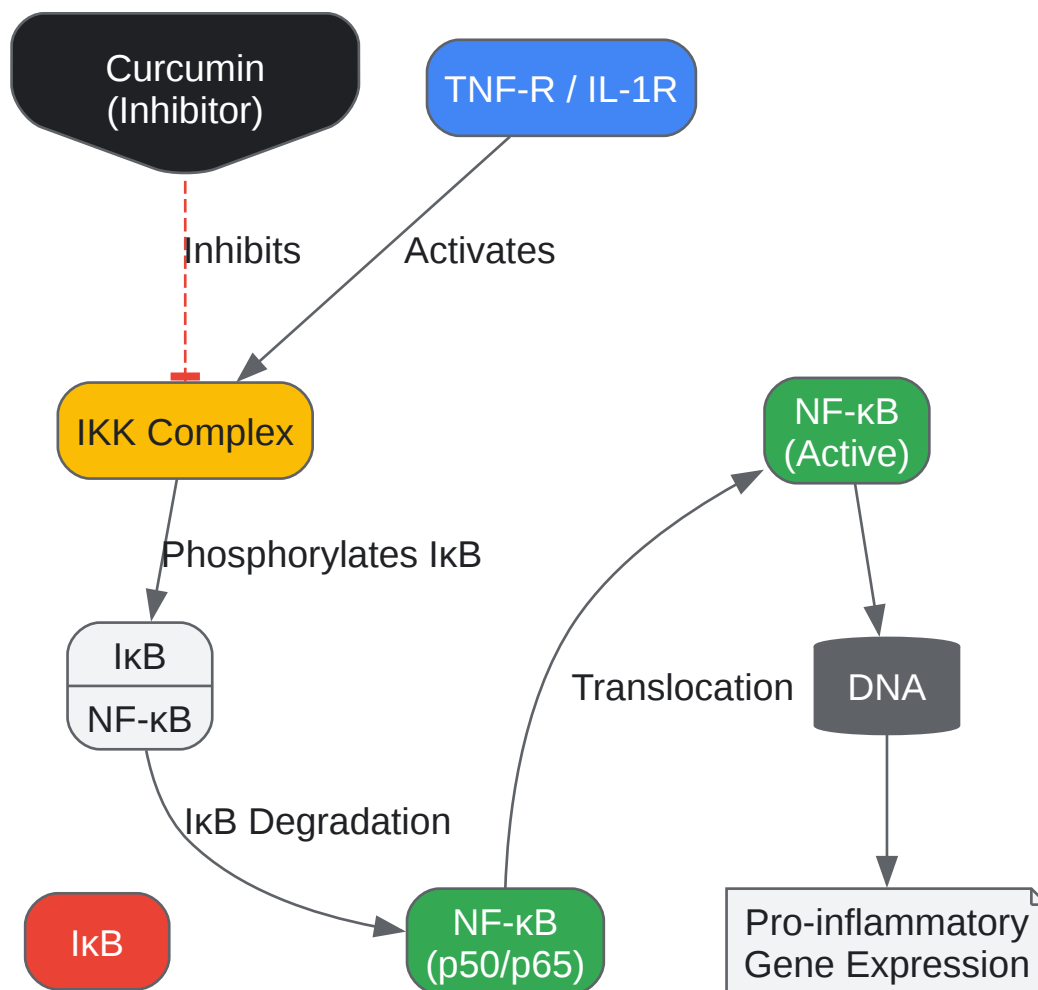 Curcumin
(Inhibitor)
TNF-R / IL-1R
Inhibits
Activates
IKK Complex
NF-κB
(Active)
Phosphorylates IκB
IκB
NF-κB
Translocation
DNA
IκB Degradation
IκB
NF-κB
(p50/p65)
Pro-inflammatory
Gene Expression